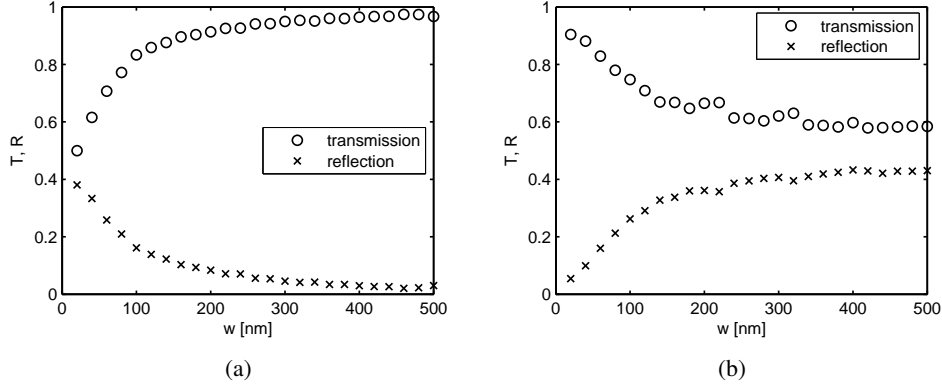 1
0.8
0.6
0.4
0.2
0
T, R
transmission
reflection
0 100 200 300 400 500
w [nm]
(a)
1
0.8
0.6
0.4
0.2
0
T, R
transmission
reflection
0 100 200 300 400 500
w [nm]
(b)